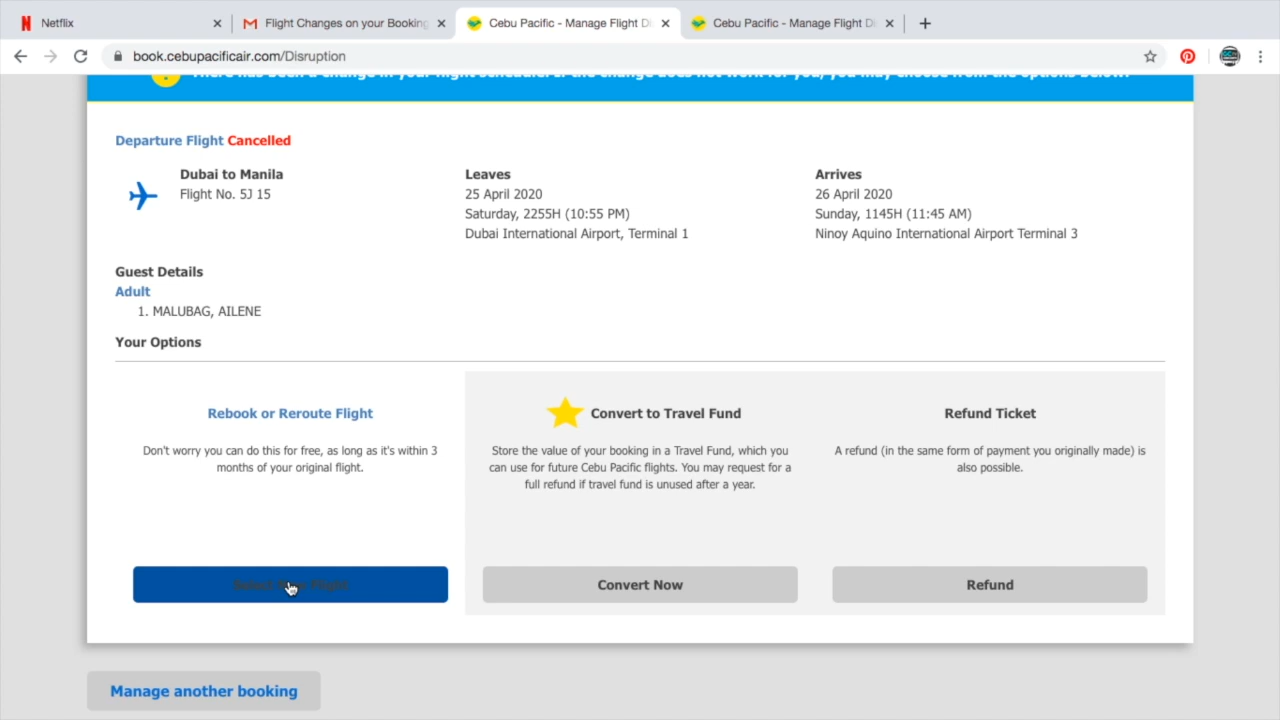 Netflix
Flight Changes on your Booking
Cebu Pacific - Manage Flight D
Cebu Pacific - Manage Flight D
book.cebupacificair.com/Disruption
Departure Flight Cancelled
Dubai to Manila
Flight No. 5J 15
Leaves
25 April 2020
Saturday, 2255H (10:55 PM)
Dubai International Airport, Terminal 1
Arrives
26 April 2020
Sunday, 1145H (11:45 AM)
Ninoy Aquino International Airport Terminal 3
Guest Details
Adult
1. MALUBAG, AILENE
Your Options
Rebook or Reroute Flight
Don't worry you can do this for free, as long as it's within 3
months of your original flight.
Convert to Travel Fund
Store the value of your booking in a Travel Fund, which you
can use for future Cebu Pacific flights. You may request for a
full refund if travel fund is unused after a year.
Refund Ticket
A refund (in the same form of payment you originally made) is
also possible.
Convert Now
Refund
Manage another booking